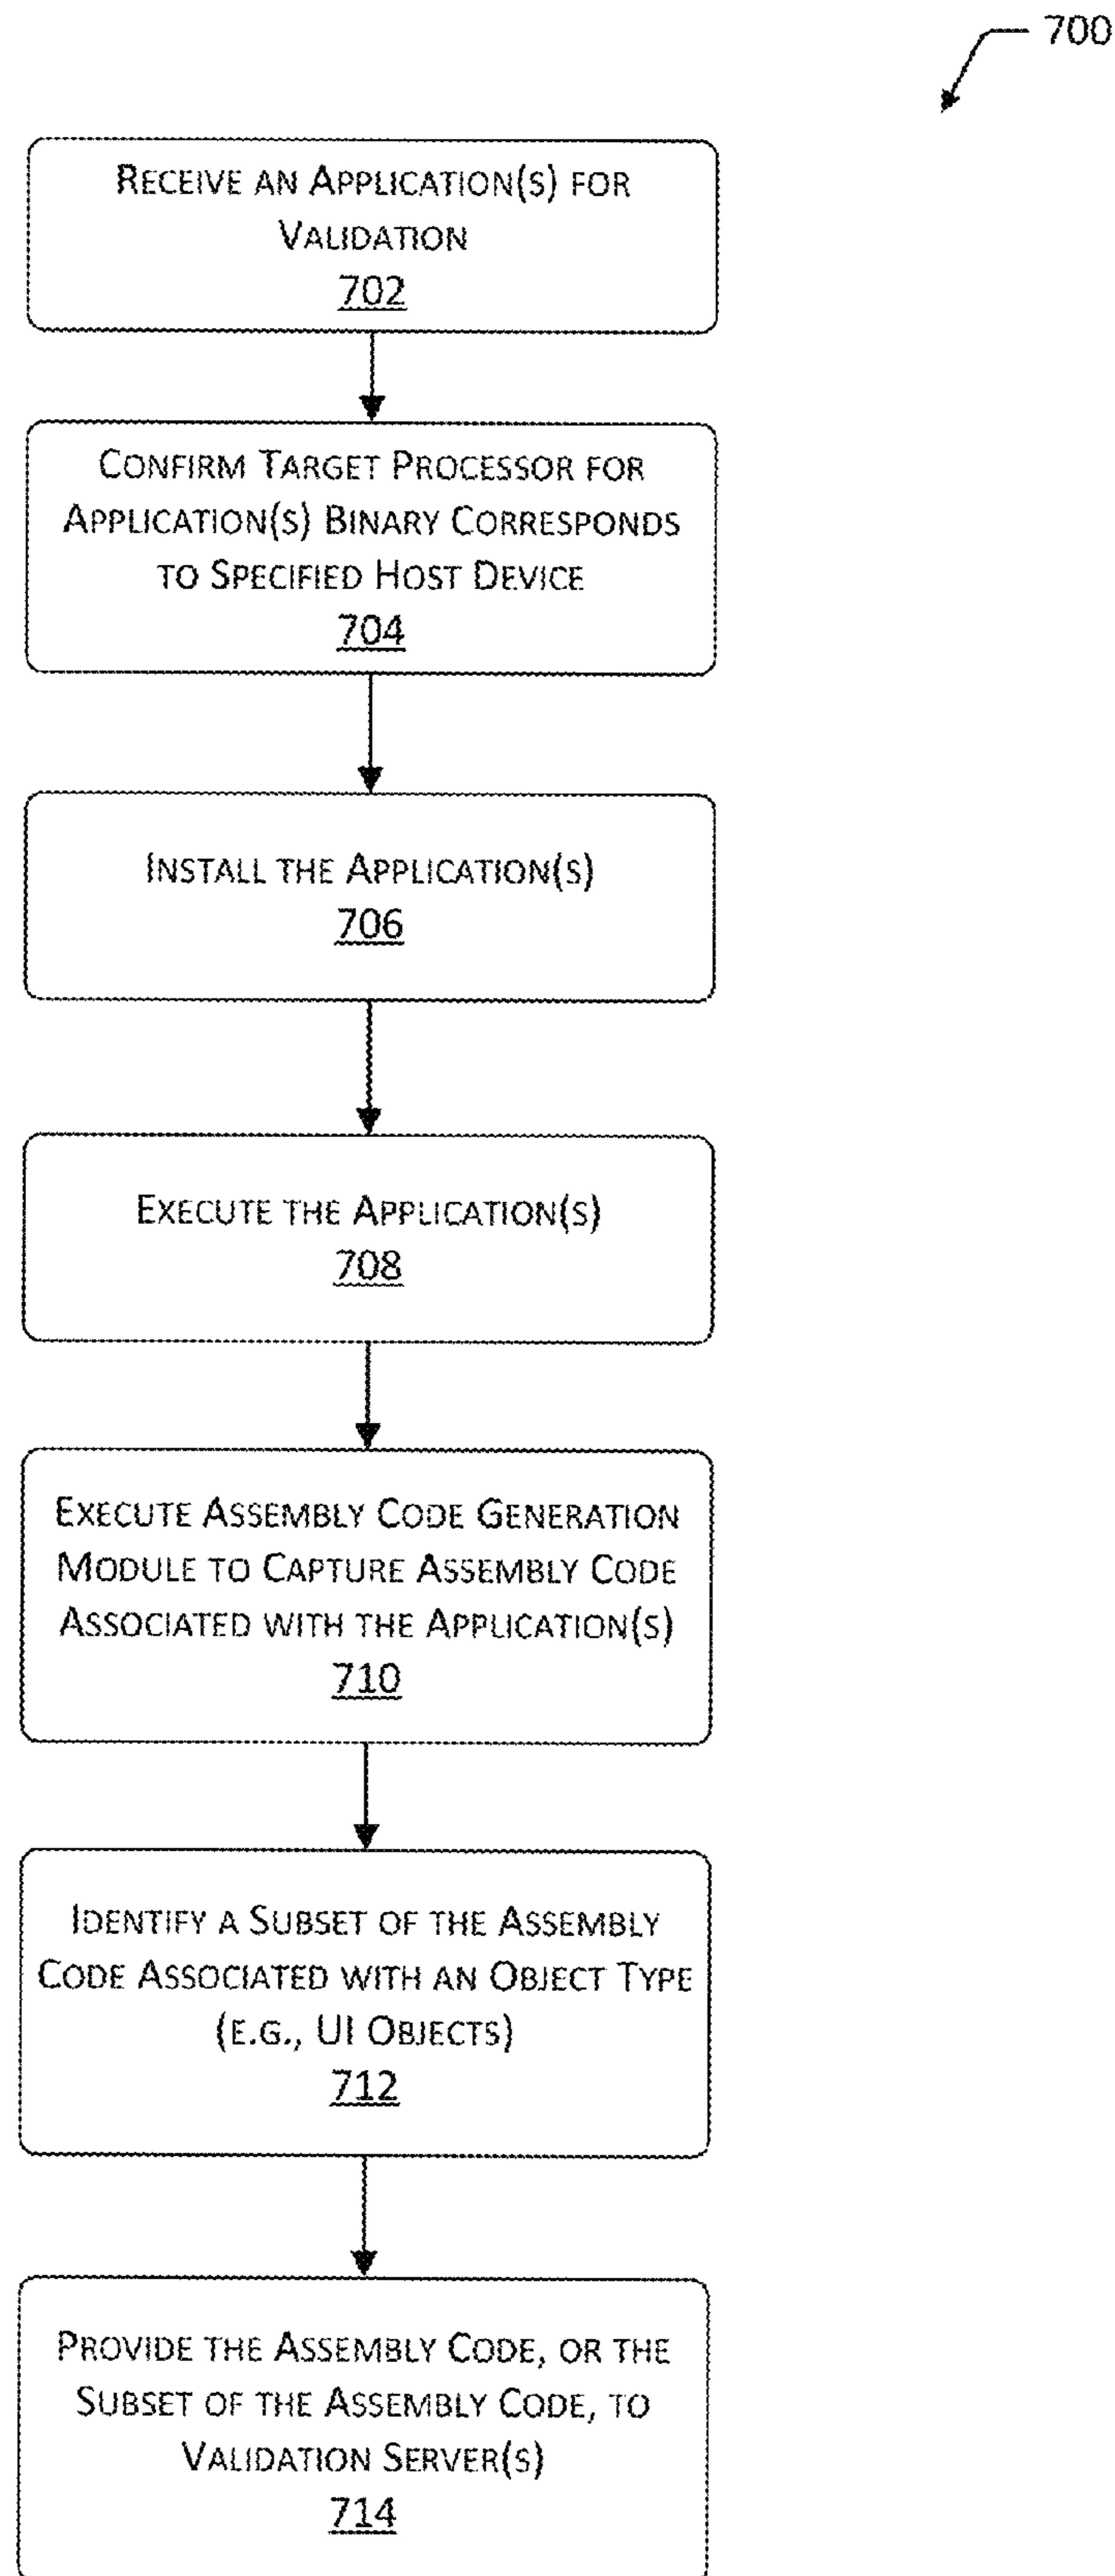 700
RECEIVE AN APPLICATION(S) FOR
VALIDATION
702
CONFIRM TARGET PROCESSOR FOR
APPLICATION(S) BINARY CORRESPONDS
TO SPECIFIED HOST DEVICE
704
INSTALL THE APPLICATION(S)
706
EXECUTE THE APPLICATION(S)
708
EXECUTE ASSEMBLY CODE GENERATION
MODULE TO CAPTURE ASSEMBLY CODE
ASSOCIATED WITH THE APPLICATION(S)
710
IDENTIFY A SUBSET OF THE ASSEMBLY
CODE ASSOCIATED WITH AN OBJECT TYPE
(E.G., UI OBJECTS)
712
PROVIDE THE ASSEMBLY CODE, OR THE
SUBSET OF THE ASSEMBLY CODE, TO
VALIDATION SERVER(S)
714